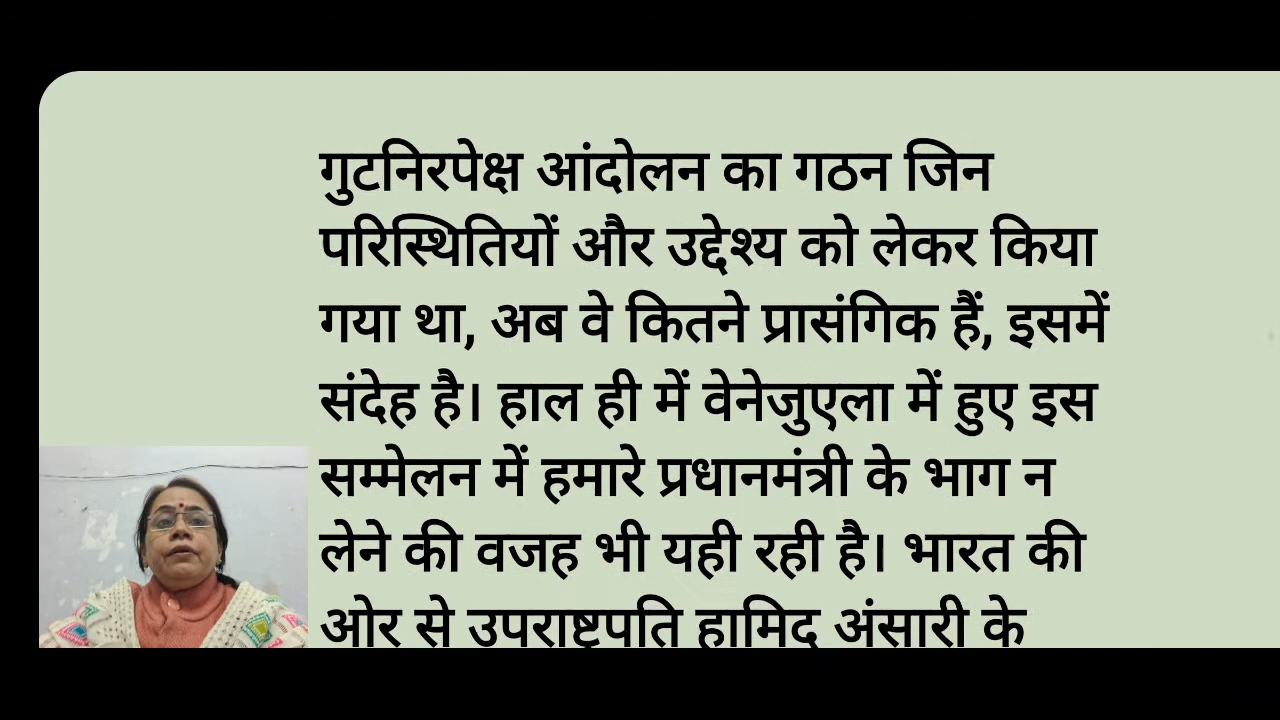 गुटनिरपेक्ष आंदोलन का गठन जिन
परिस्थितियों और उद्देश्य को लेकर किया
गया था, अब वे कितने प्रासंगिक हैं, इसमें
संदेह है। हाल ही में वेनेजुएला में हुए इस
सम्मेलन में हमारे प्रधानमंत्री के भाग न
लेने की वजह भी यही रही है। भारत की
ओर से उपराष्ट्रपति हामिद अंसारी के